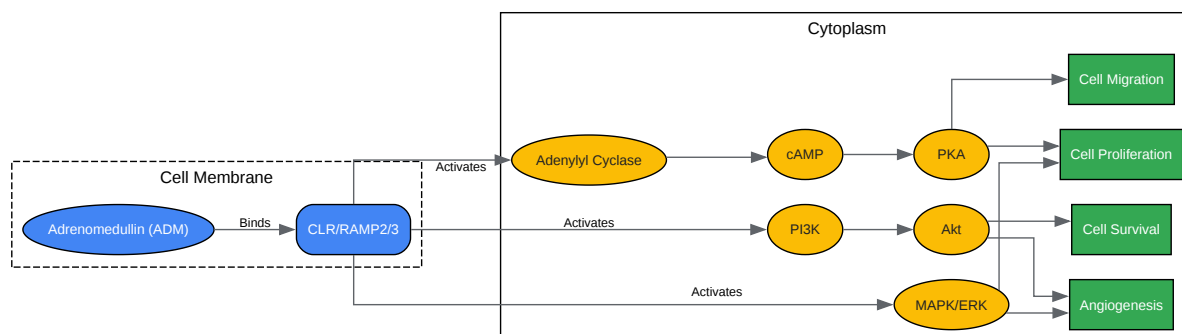 Cytoplasm
Cell Migration
Activates
Adenylyl Cyclase
cAMP
PKA
Cell Proliferation
Cell Membrane
Adrenomedullin (ADM)
Binds
CLR/RAMP2/3
Activates
PI3K
Akt
Cell Survival
Activates
MAPK/ERK
Angiogenesis